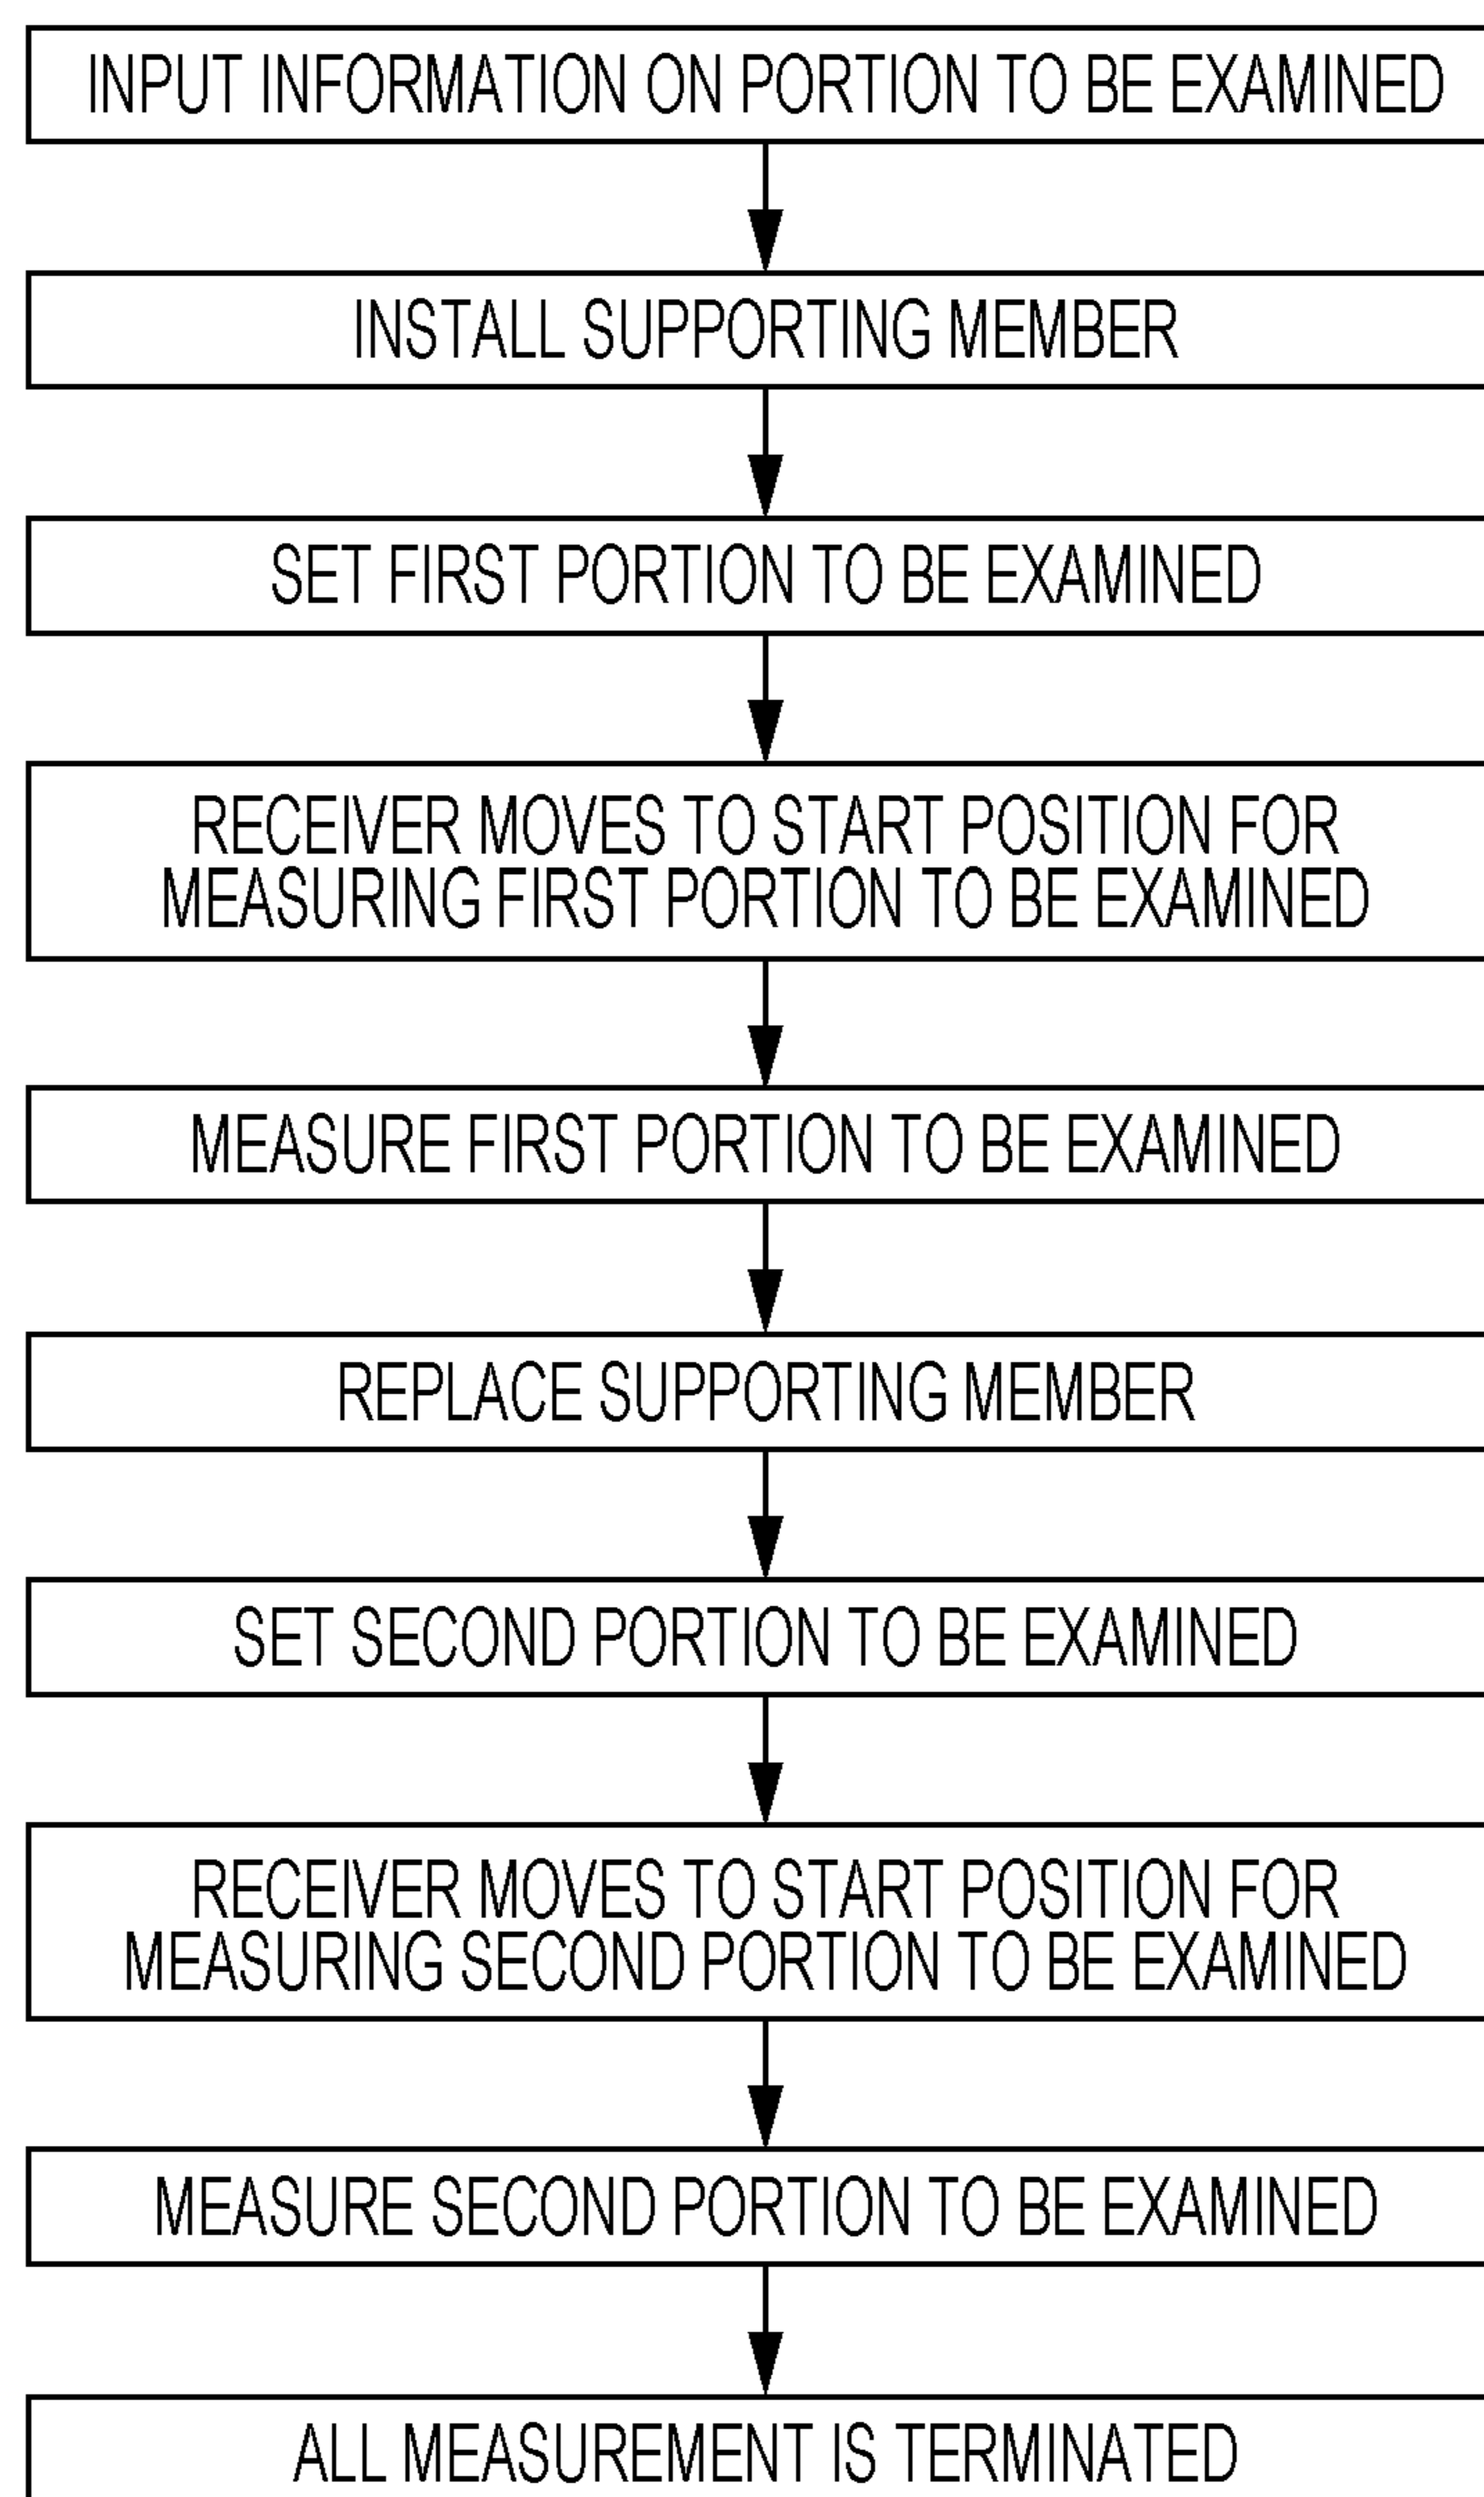 INPUT INFORMATION ON PORTION TO BE EXAMINED
INSTALL SUPPORTING MEMBER
SET FIRST PORTION TO BE EXAMINED
RECEIVER MOVES TO START POSITION FOR
MEASURING FIRST PORTION TO BE EXAMINED
MEASURE FIRST PORTION TO BE EXAMINED
REPLACE SUPPORTING MEMBER
SET SECOND PORTION TO BE EXAMINED
RECEIVER MOVES TO START POSITION FOR
MEASURING SECOND PORTION TO BE EXAMINED
MEASURE SECOND PORTION TO BE EXAMINED
ALL MEASUREMENT IS TERMINATED